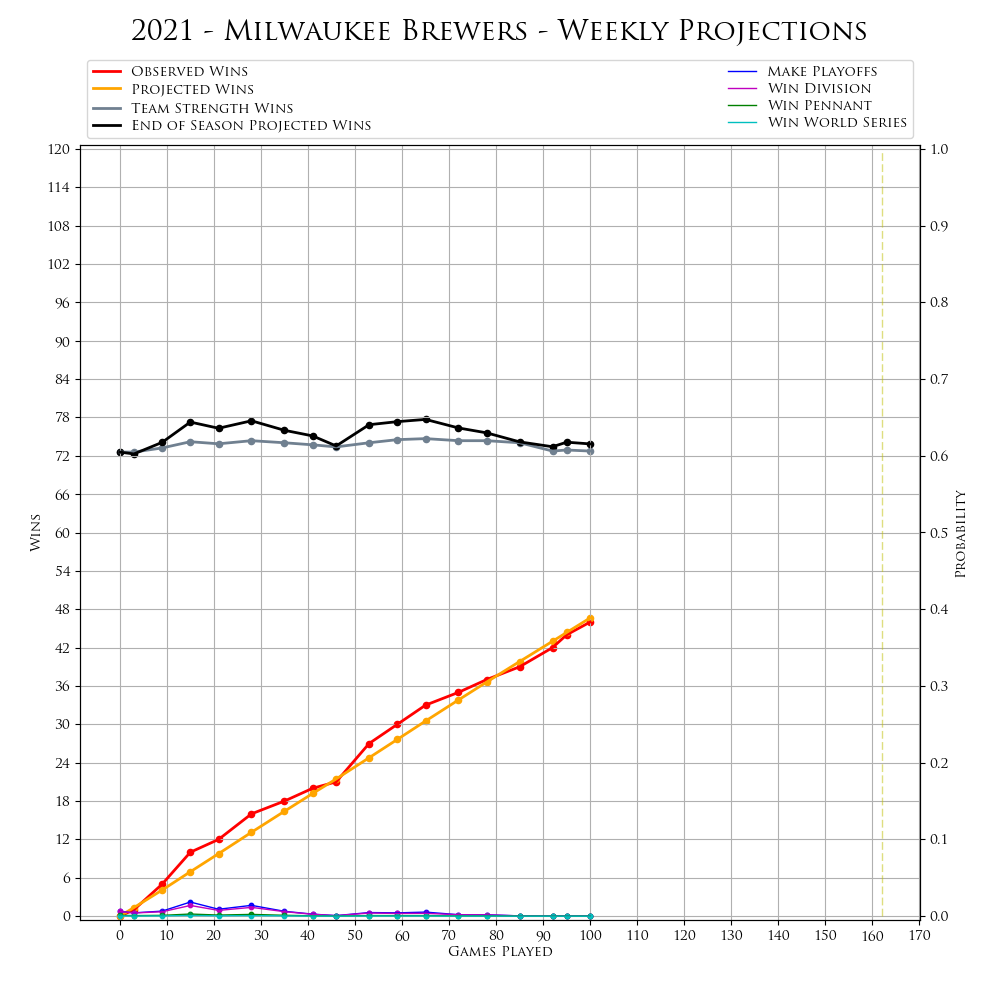 2021 - Milwaukee Brewers - Weekly Projections
Observed Wins
Projected Wins
Team Strength Wins
End of Season Projected Wins
Make Playoffs
Win Division
Win Pennant
Win World Series
120
114
108
102
96
90
84
78
72
66
60
54
48
42
36
30
24
18
12
6
0
Wins
1.0
0.9
0.8
0.7
0.6
0.5
0.4
0.3
0.2
0.1
0.0
Probability
0 10 20 30 40 50 60 70 80 90 100 110 120 130 140 150 160 170
Games Played